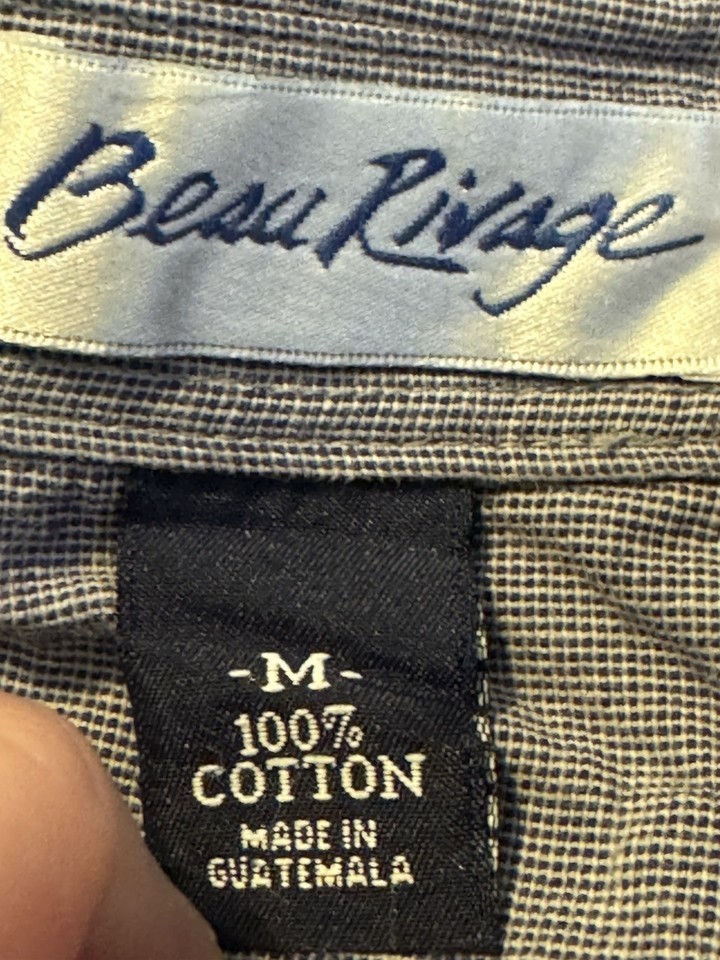 Beau Rivage
-M-
100%
COTTON
MADE IN
GUATEMALA